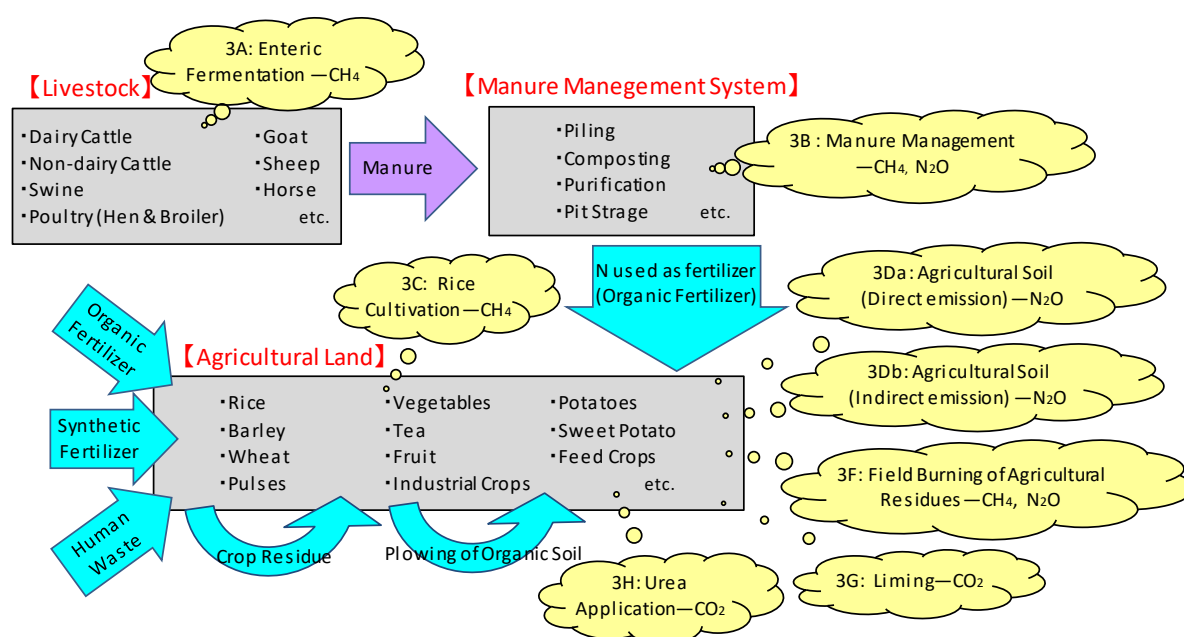 3A: Enteric
Fermentation —CH₄
【Livestock】
・Dairy Cattle
・Non-dairy Cattle
・Swine
・Poultry (Hen & Broiler)
・Goat
・Sheep
・Horse
etc.
Manure
【Manure Manegement System】
・Piling
・Composting
・Purification
・Pit Strage
etc.
3B : Manure Management
—CH₄, N₂O
N used as fertilizer
(Organic Fertilizer)
3C: Rice
Cultivation—CH₄
3Da: Agricultural Soil
(Direct emission) —N₂O
3Db: Agricultural Soil
(Indirect emission) —N₂O
3F: Field Burning of Agricultural
Residues—CH₄, N₂O
3G: Liming—CO₂
3H: Urea
Application—CO₂
【Agricultural Land】
Organic
Fertilizer
Synthetic
Fertilizer
Human
Waste
・Rice
・Barley
・Wheat
・Pulses
・Vegetables
・Tea
・Fruit
・Industrial Crops
・Potatoes
・Sweet Potato
・Feed Crops
etc.
Crop Residue
Plowing of Organic Soil